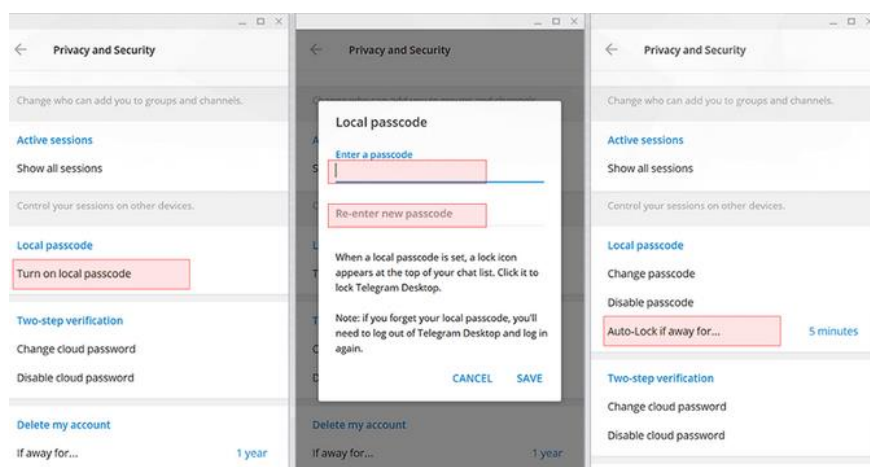 Privacy and Security
Change who can add you to groups and channels.
Active sessions
Show all sessions
Control your sessions on other devices.
Local passcode
Turn on local passcode
Two-step verification
Change cloud password
Disable cloud password
Delete my account
If away for...
1 year
Privacy and Security
Local passcode
Enter a passcode
Re-enter new passcode
When a local passcode is set, a lock icon
appears at the top of your chat list. Click it to
lock Telegram Desktop.
Note: if you forget your local passcode, you'll
need to log out of Telegram Desktop and log in
again.
CANCEL
SAVE
Delete my account
If away for...
1 year
Privacy and Security
Change who can add you to groups and channels.
Active sessions
Show all sessions
Control your sessions on other devices.
Local passcode
Change passcode
Disable passcode
Auto-Lock if away for...
5 minutes
Two-step verification
Change cloud password
Disable cloud password